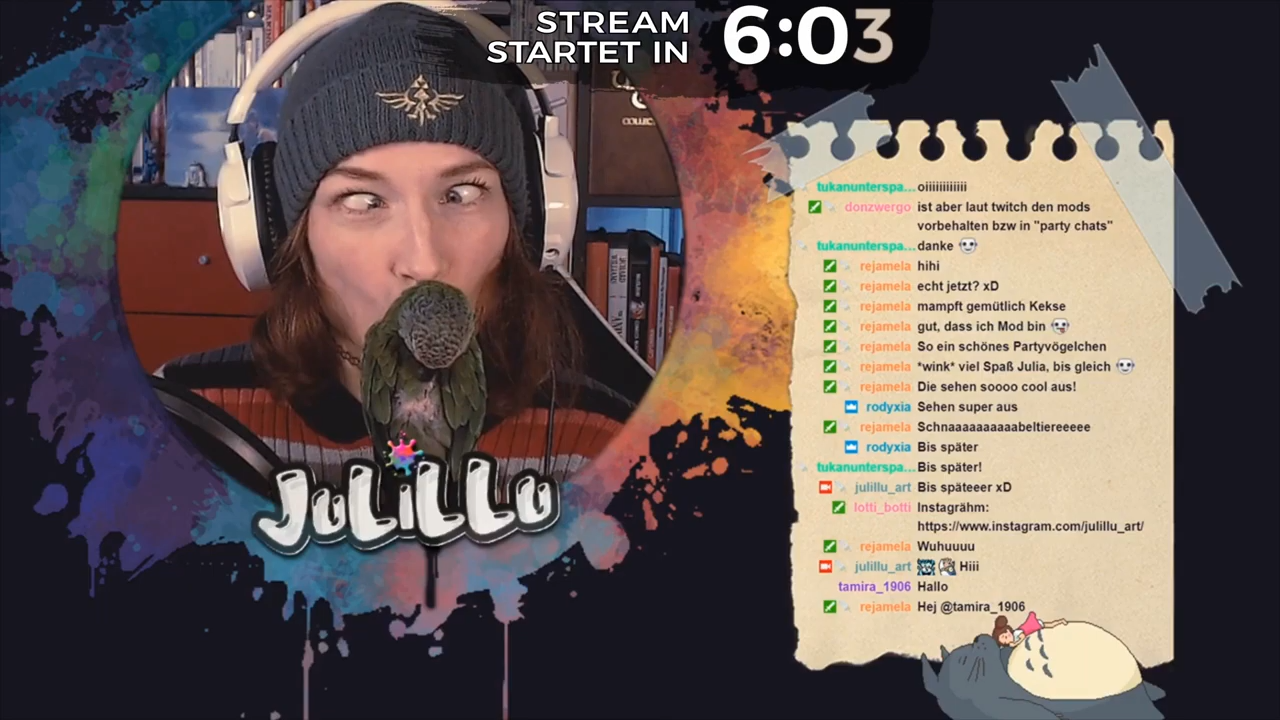 STREAM
STARTET IN
6:03
COLLEC
JULILLU
tukanunterspa... oiiiiiiiiiiiii
donzwergo ist aber laut twitch den mods
vorbehalten bzw in "party chats"
tukanunterspa... danke
rejamela hihi
rejamela echt jetzt? xD
rejamela mampft gemütlich Kekse
rejamela gut, dass ich Mod bin
rejamela So ein schönes Partyvögelchen
rejamela *wink* viel Spaß Julia, bis gleich
rejamela Die sehen soooo cool aus!
rodyxia Sehen super aus
rejamela Schnaaaaaaaaaabeltiereeeee
rodyxia Bis später
tukanunterspa... Bis später!
julillu_art Bis späteeer xD
lotti_botti Instagrähm:
https://www.instagram.com/julillu_art/
rejamela Wuhuuuu
julillu_art Hiii
tamira_1906 Hallo
rejamela Hej @tamira_1906